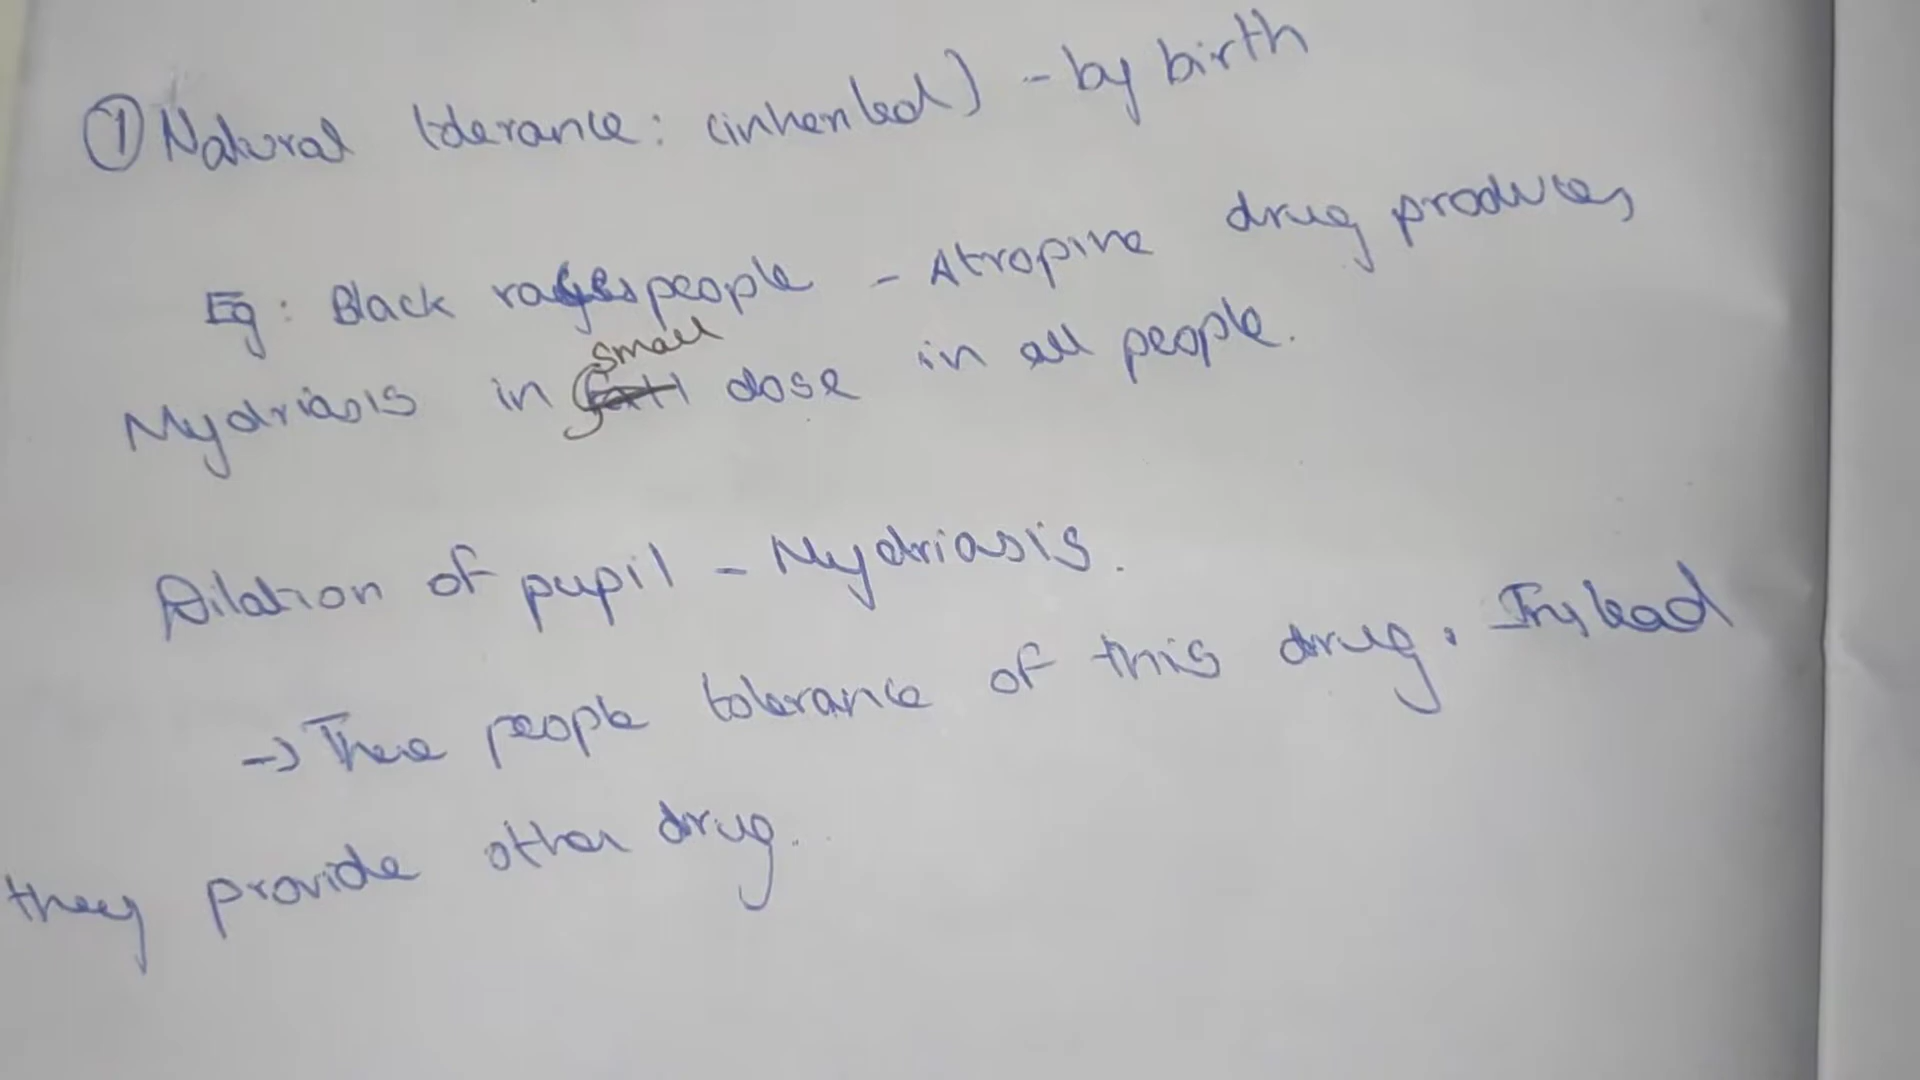 ① Natural tolerance: (inherited) - by birth
Eg: Black races people - Atropine drug produces
small
Mydriasis in dose in all people.
Dilation of pupil - Mydriasis.
→ These people tolerance of this drug. Instead
they provide other drug.